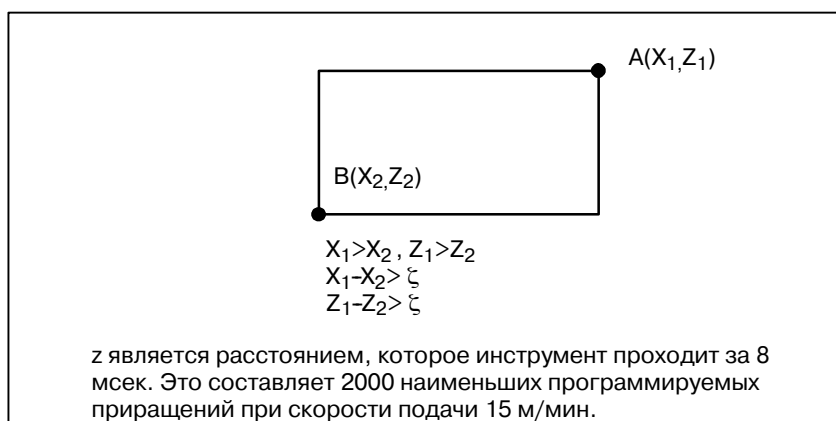 A(X₁,Z₁)
B(X₂,Z₂)
X₁>X₂ , Z₁>Z₂
X₁-X₂> ζ
Z₁-Z₂> ζ
z является расстоянием, которое инструмент проходит за 8
мсек. Это составляет 2000 наименьших программируемых
приращений при скорости подачи 15 м/мин.